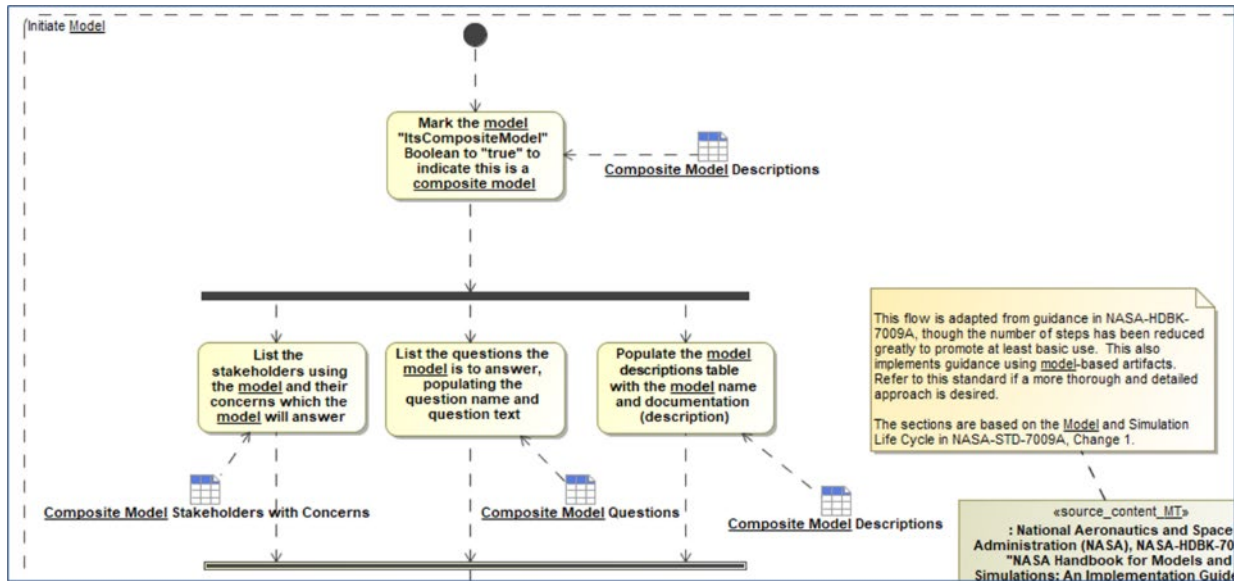 Initiate Model
Mark the model
"ItsCompositeModel"
Boolean to "true" to
indicate this is a
composite model
Composite Model Descriptions
List the
stakeholders using
the model and their
concerns which the
model will answer
List the questions the
model is to answer,
populating the
question name and
question text
Populate the model
descriptions table
with the model name
and documentation
(description)
This flow is adapted from guidance in NASA-HDBK-
7009A, though the number of steps has been reduced
greatly to promote at least basic use. This also
implements guidance using model-based artifacts.
Refer to this standard if a more thorough and detailed
approach is desired.
The sections are based on the Model and Simulation
Life Cycle in NASA-STD-7009A, Change 1.
Composite Model Stakeholders with Concerns
Composite Model Questions
Composite Model Descriptions
«source_content_MT»
: National Aeronautics and Space
Administration (NASA), NASA-HDBK-70
"NASA Handbook for Models and
Simulations: An Implementation Guide